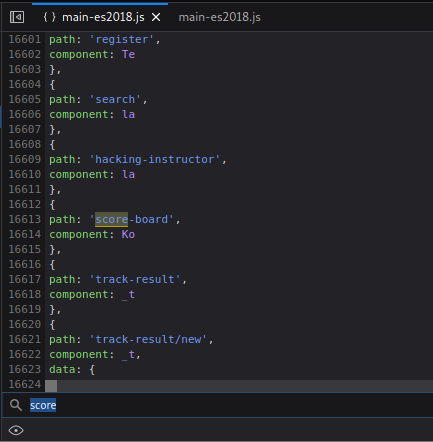 { } main-es2018.js × main-es2018.js
16601 path: 'register',
16602 component: Te
16603 },
16604 {
16605 path: 'search',
16606 component: la
16607 },
16608 {
16609 path: 'hacking-instructor',
16610 component: la
16611 },
16612 {
16613 path: 'score-board',
16614 component: Ko
16615 },
16616 {
16617 path: 'track-result',
16618 component: _t
16619 },
16620 {
16621 path: 'track-result/new',
16622 component: _t,
16623 data: {
16624
score